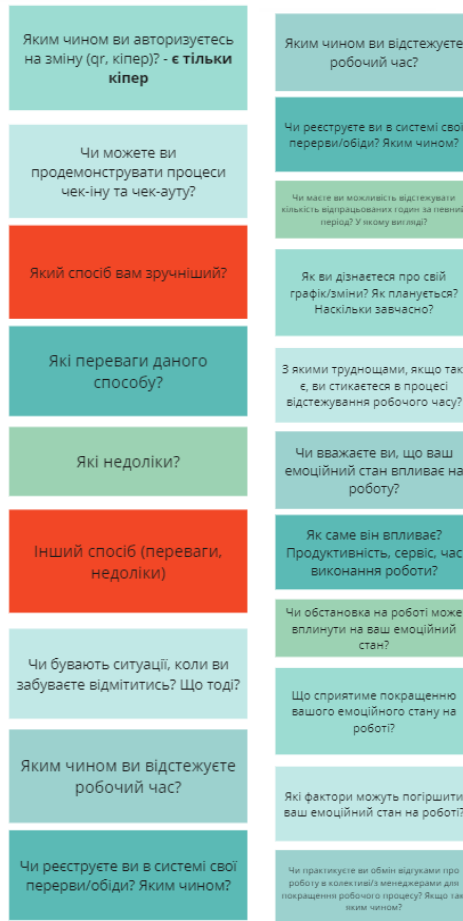 Яким чином ви авторизуєтесь
на зміну (qr, кіпер)? - є тільки
кіпер
Чи можете ви
продемонструвати процеси
чек-іну та чек-ауту?
Який спосіб вам зручніший?
Які переваги даного
способу?
Які недоліки?
Інший спосіб (переваги,
недоліки)
Чи бувають ситуації, коли ви
забуваєте відмітитись? Що тоді?
Яким чином ви відстежуєте
робочий час?
Чи реєструєте ви в системі свої
перерви/обіди? Яким чином?
Яким чином ви відстежуєте
робочий час?
Чи реєструєте ви в системі свої
перерви/обіди? Яким чином?
Чи маєте ви можливість відстежувати
кількість відпрацьованих годин за певний
період? У якому вигляді?
Як ви дізнаєтеся про свій
графік/зміни? Як планується?
Наскільки завчасно?
З якими труднощами, якщо так
є, ви стикаєтеся в процесі
відстежування робочого часу?
Чи вважаєте ви, що ваш
емоційний стан впливає на
роботу?
Як саме він впливає?
Продуктивність, сервіс, час
виконання роботи?
Чи обстановка на роботі може
вплинути на ваш емоційний
стан?
Що сприятиме покращенню
вашого емоційного стану на
роботі?
Які фактори можуть погіршити
ваш емоційний стан на роботі?
Чи практикуєте ви обмін відгуками про
роботу в колективі/з менеджерами для
покращення робочого процесу? Якщо так
яким чином?